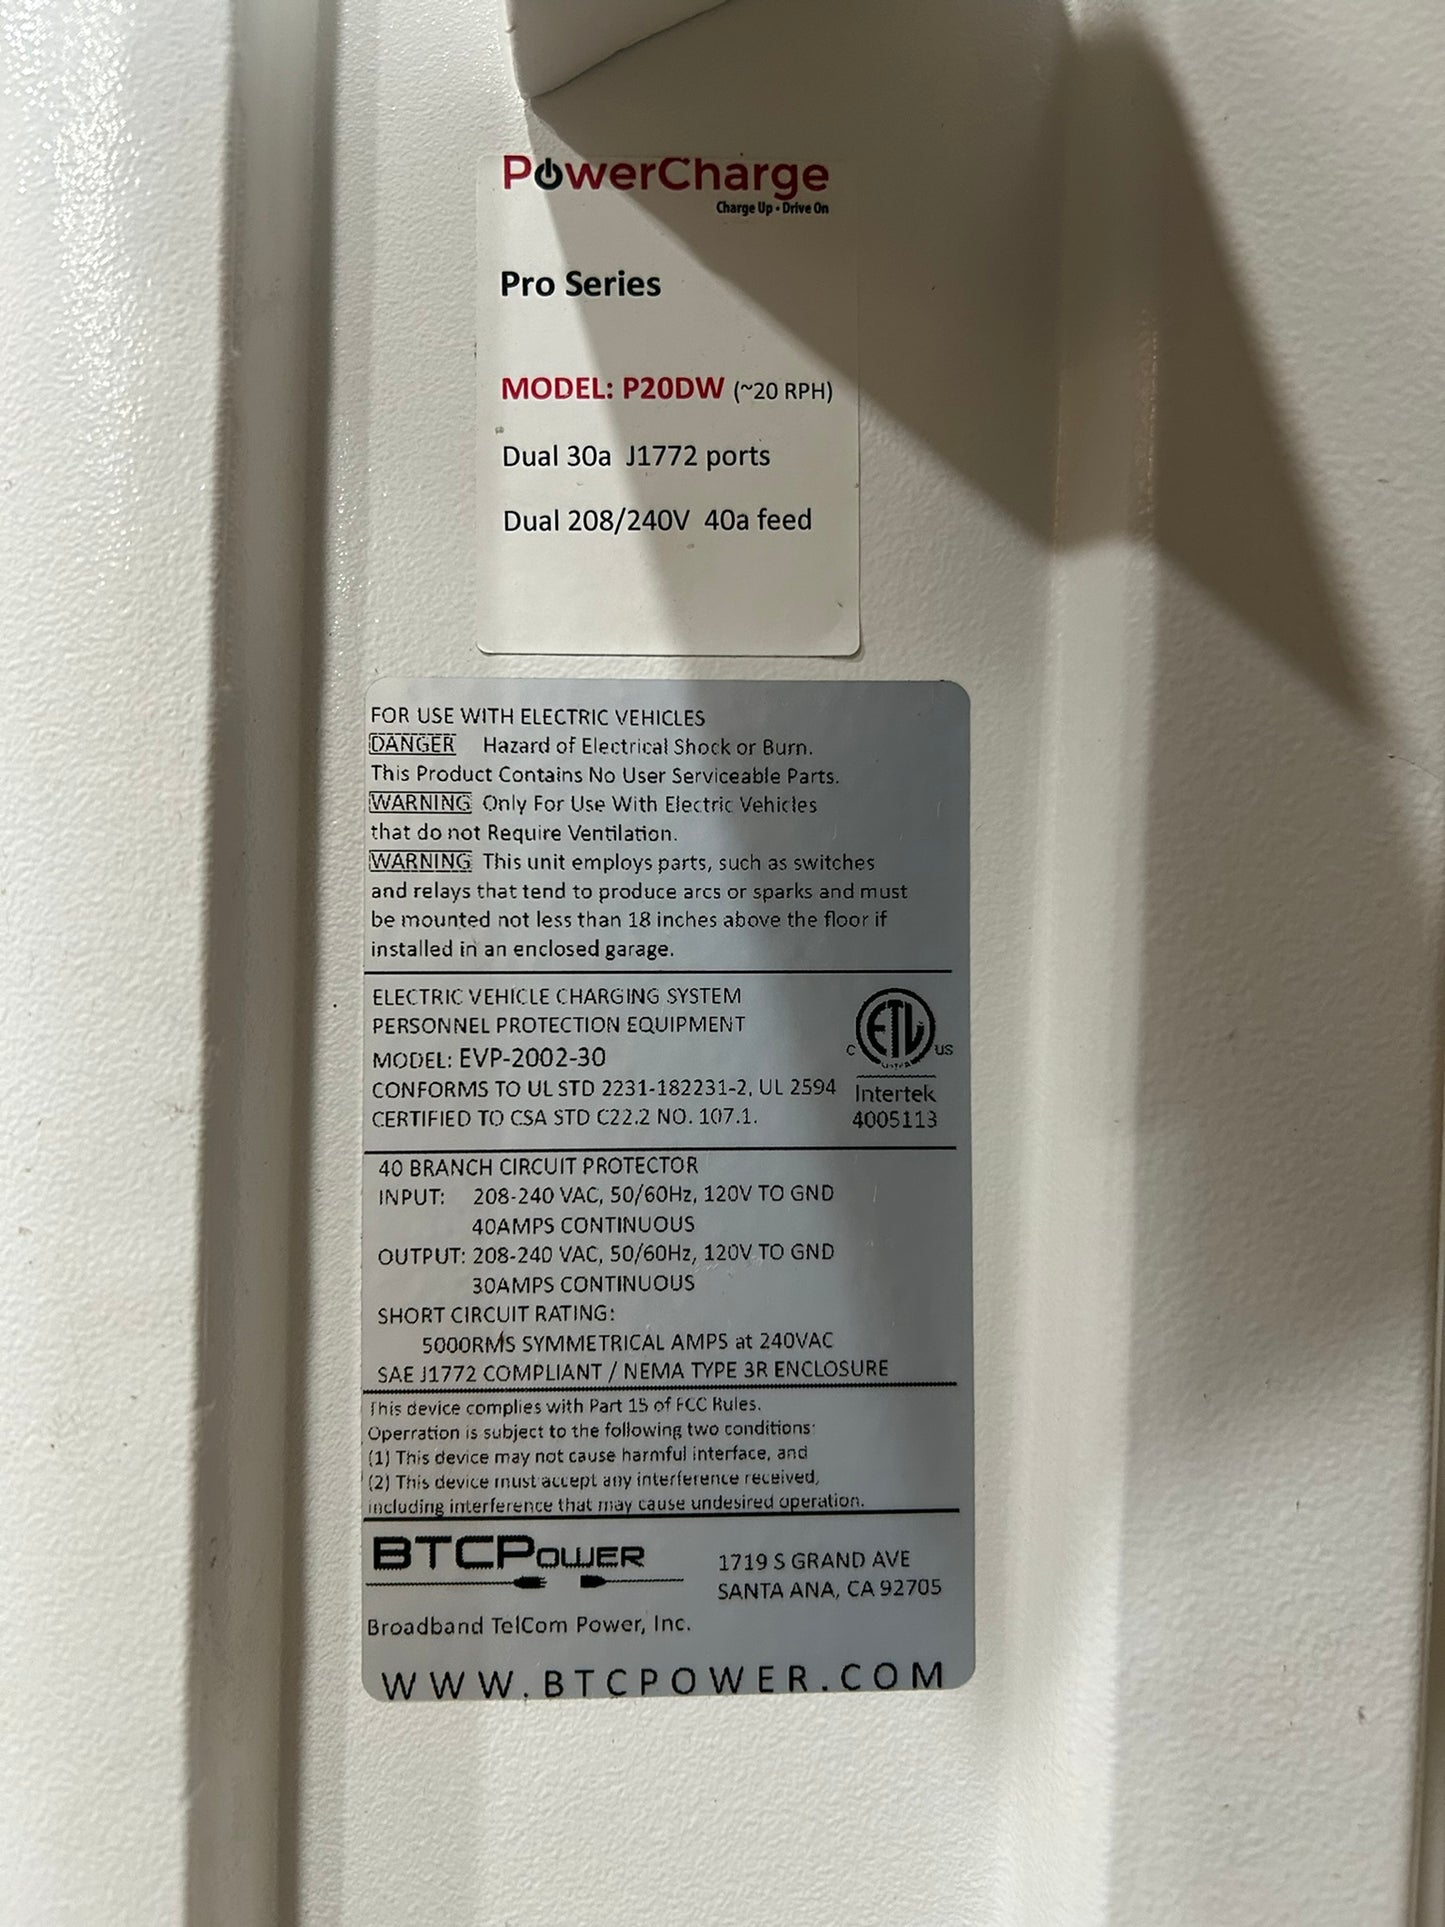 PowerCharge
Charge Up • Drive On
Pro Series
MODEL: P20DW (~20 RPH)
Dual 30a J1772 ports
Dual 208/240V 40a feed
FOR USE WITH ELECTRIC VEHICLES
DANGER Hazard of Electrical Shock or Burn.
This Product Contains No User Serviceable Parts.
WARNING Only For Use With Electric Vehicles
that do not Require Ventilation.
WARNING This unit employs parts, such as switches
and relays that tend to produce arcs or sparks and must
be mounted not less than 18 inches above the floor if
installed in an enclosed garage.
ELECTRIC VEHICLE CHARGING SYSTEM
PERSONNEL PROTECTION EQUIPMENT
MODEL: EVP-2002-30
CONFORMS TO UL STD 2231-182231-2, UL 2594
CERTIFIED TO CSA STD C22.2 NO. 107.1.
C ETL US
Intertek
4005113
40 BRANCH CIRCUIT PROTECTOR
INPUT: 208-240 VAC, 50/60Hz, 120V TO GND
40AMPS CONTINUOUS
OUTPUT: 208-240 VAC, 50/60Hz, 120V TO GND
30AMPS CONTINUOUS
SHORT CIRCUIT RATING:
5000RMS SYMMETRICAL AMPS at 240VAC
SAE J1772 COMPLIANT / NEMA TYPE 3R ENCLOSURE
This device complies with Part 15 of FCC Rules.
Operration is subject to the following two conditions:
(1) This device may not cause harmful interface, and
(2) This device must accept any interference received,
including interference that may cause undesired operation.
BTCPOWER
1719 S GRAND AVE
SANTA ANA, CA 92705
Broadband TelCom Power, Inc.
WWW.BTCPOWER.COM